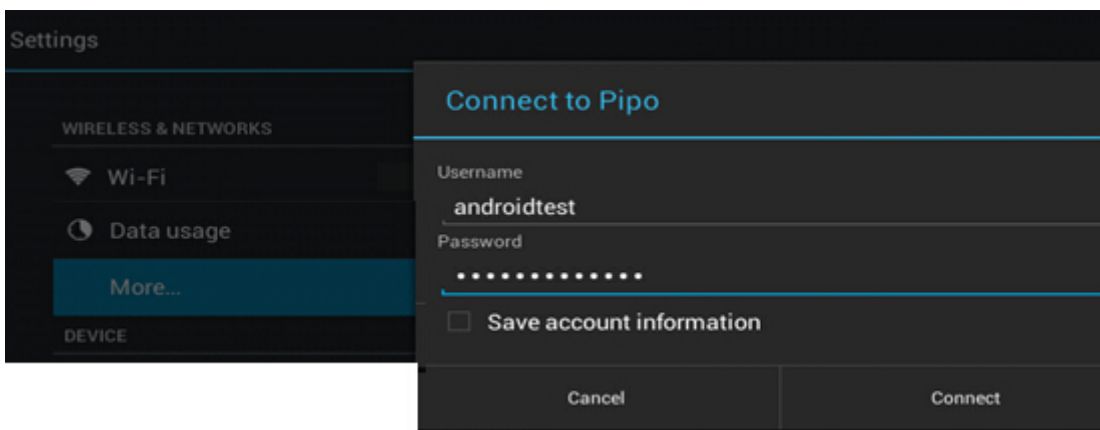 Settings
WIRELESS & NETWORKS
Wi-Fi
Data usage
More...
DEVICE
Connect to Pipo
Username
androidtest
Password
•••••••••••••
Save account information
Cancel Connect